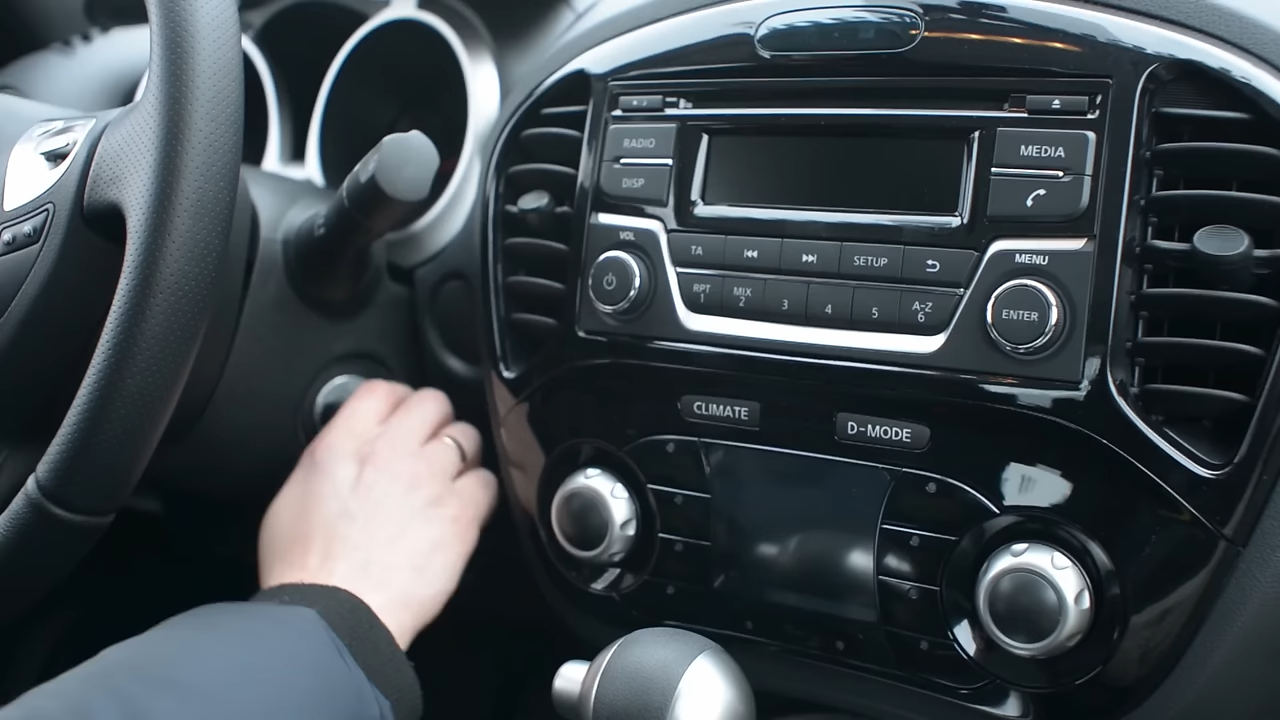 RADIO
MEDIA
DISP
VOL
TA
SETUP
MENU
RPT
1
MIX
2
3
4
5
A-Z
6
ENTER
CLIMATE
D-MODE